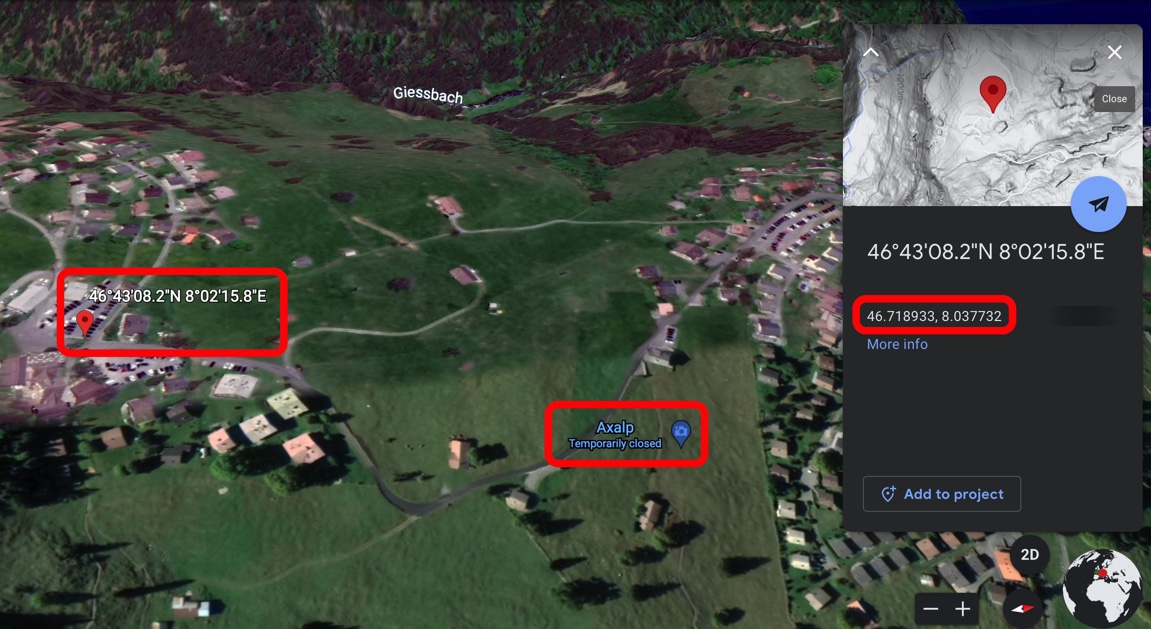 Giessbach
46°43'08.2"N 8°02'15.8"E
Axalp
Temporarily closed
Close
46°43'08.2"N 8°02'15.8"E
46.718933, 8.037732
More info
Add to project
2D